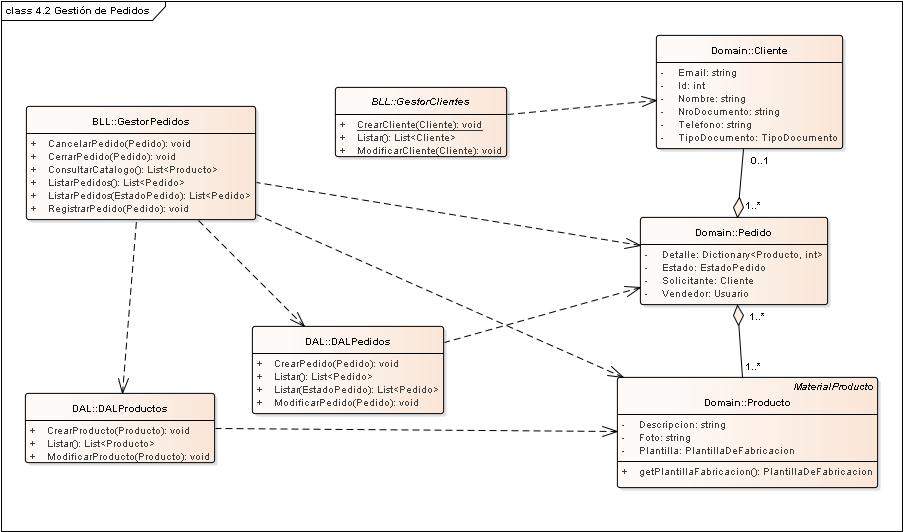 class 4.2 Gestión de Pedidos
Domain::Cliente
- Email: string
- Id: int
- Nombre: string
- NroDocumento: string
- Telefono: string
- TipoDocumento: TipoDocumento
BLL::GestorClientes
+ CrearCliente(Cliente): void
+ Listar(): List<Cliente>
+ ModificarCliente(Cliente): void
BLL::GestorPedidos
+ CancelarPedido(Pedido): void
+ CerrarPedido(Pedido): void
+ ConsultarCatalogo(): List<Producto>
+ ListarPedidos(): List<Pedido>
+ ListarPedidos(EstadoPedido): List<Pedido>
+ RegistrarPedido(Pedido): void
0..1
1..*
Domain::Pedido
- Detalle: Dictionary<Producto, int>
- Estado: EstadoPedido
- Solicitante: Cliente
- Vendedor: Usuario
1..*
1..*
DAL::DALPedidos
+ CrearPedido(Pedido): void
+ Listar(): List<Pedido>
+ Listar(EstadoPedido): List<Pedido>
+ ModificarPedido(Pedido): void
DAL::DALProductos
+ CrearProducto(Producto): void
+ Listar(): List<Producto>
+ ModificarProducto(Producto): void
MaterialProducto
Domain::Producto
- Descripcion: string
- Foto: string
- Plantilla: PlantillaDeFabricacion
+ getPlantillaFabricacion(): PlantillaDeFabricacion